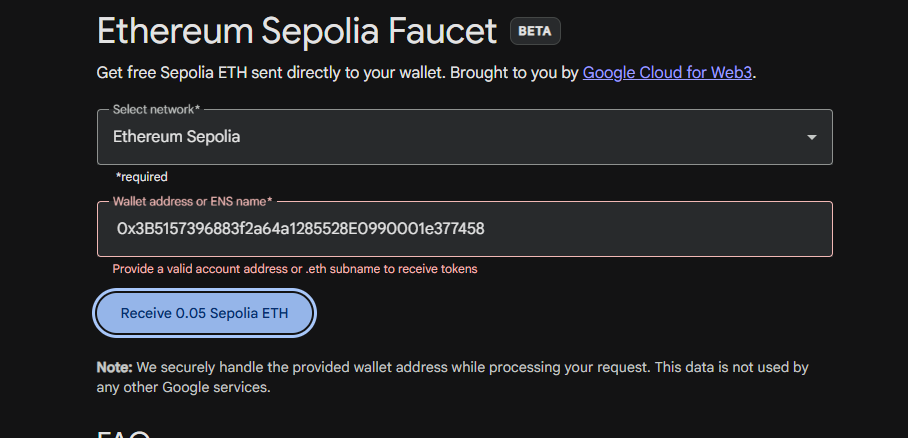 Ethereum Sepolia Faucet BETA
Get free Sepolia ETH sent directly to your wallet. Brought to you by Google Cloud for Web3.
Select network*
Ethereum Sepolia
*required
Wallet address or ENS name*
0x3B5157396883f2a64a1285528E0990001e377458
Provide a valid account address or .eth subname to receive tokens
Receive 0.05 Sepolia ETH
Note: We securely handle the provided wallet address while processing your request. This data is not used by
any other Google services.
FAQ